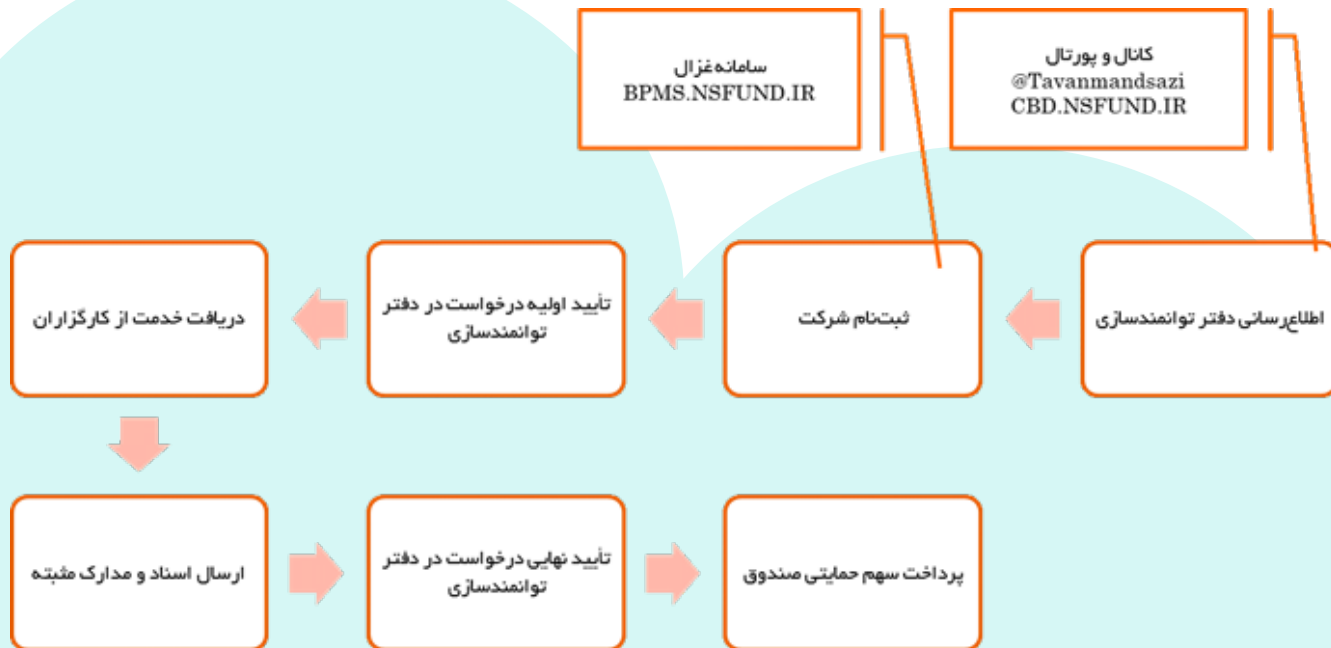 کانال و پورتال
@Tavanmandsazi
CBD.NSFUND.IR
سامانه غزال
BPMS.NSFUND.IR
اطلاع‌رسانی دفتر توانمندسازی
ثبت‌نام شرکت
تأیید اولیه درخواست در دفتر
توانمندسازی
دریافت خدمت از کارگزاران
ارسال اسناد و مدارک مثبته
تأیید نهایی درخواست در دفتر
توانمندسازی
پرداخت سهم حمایتی صندوق